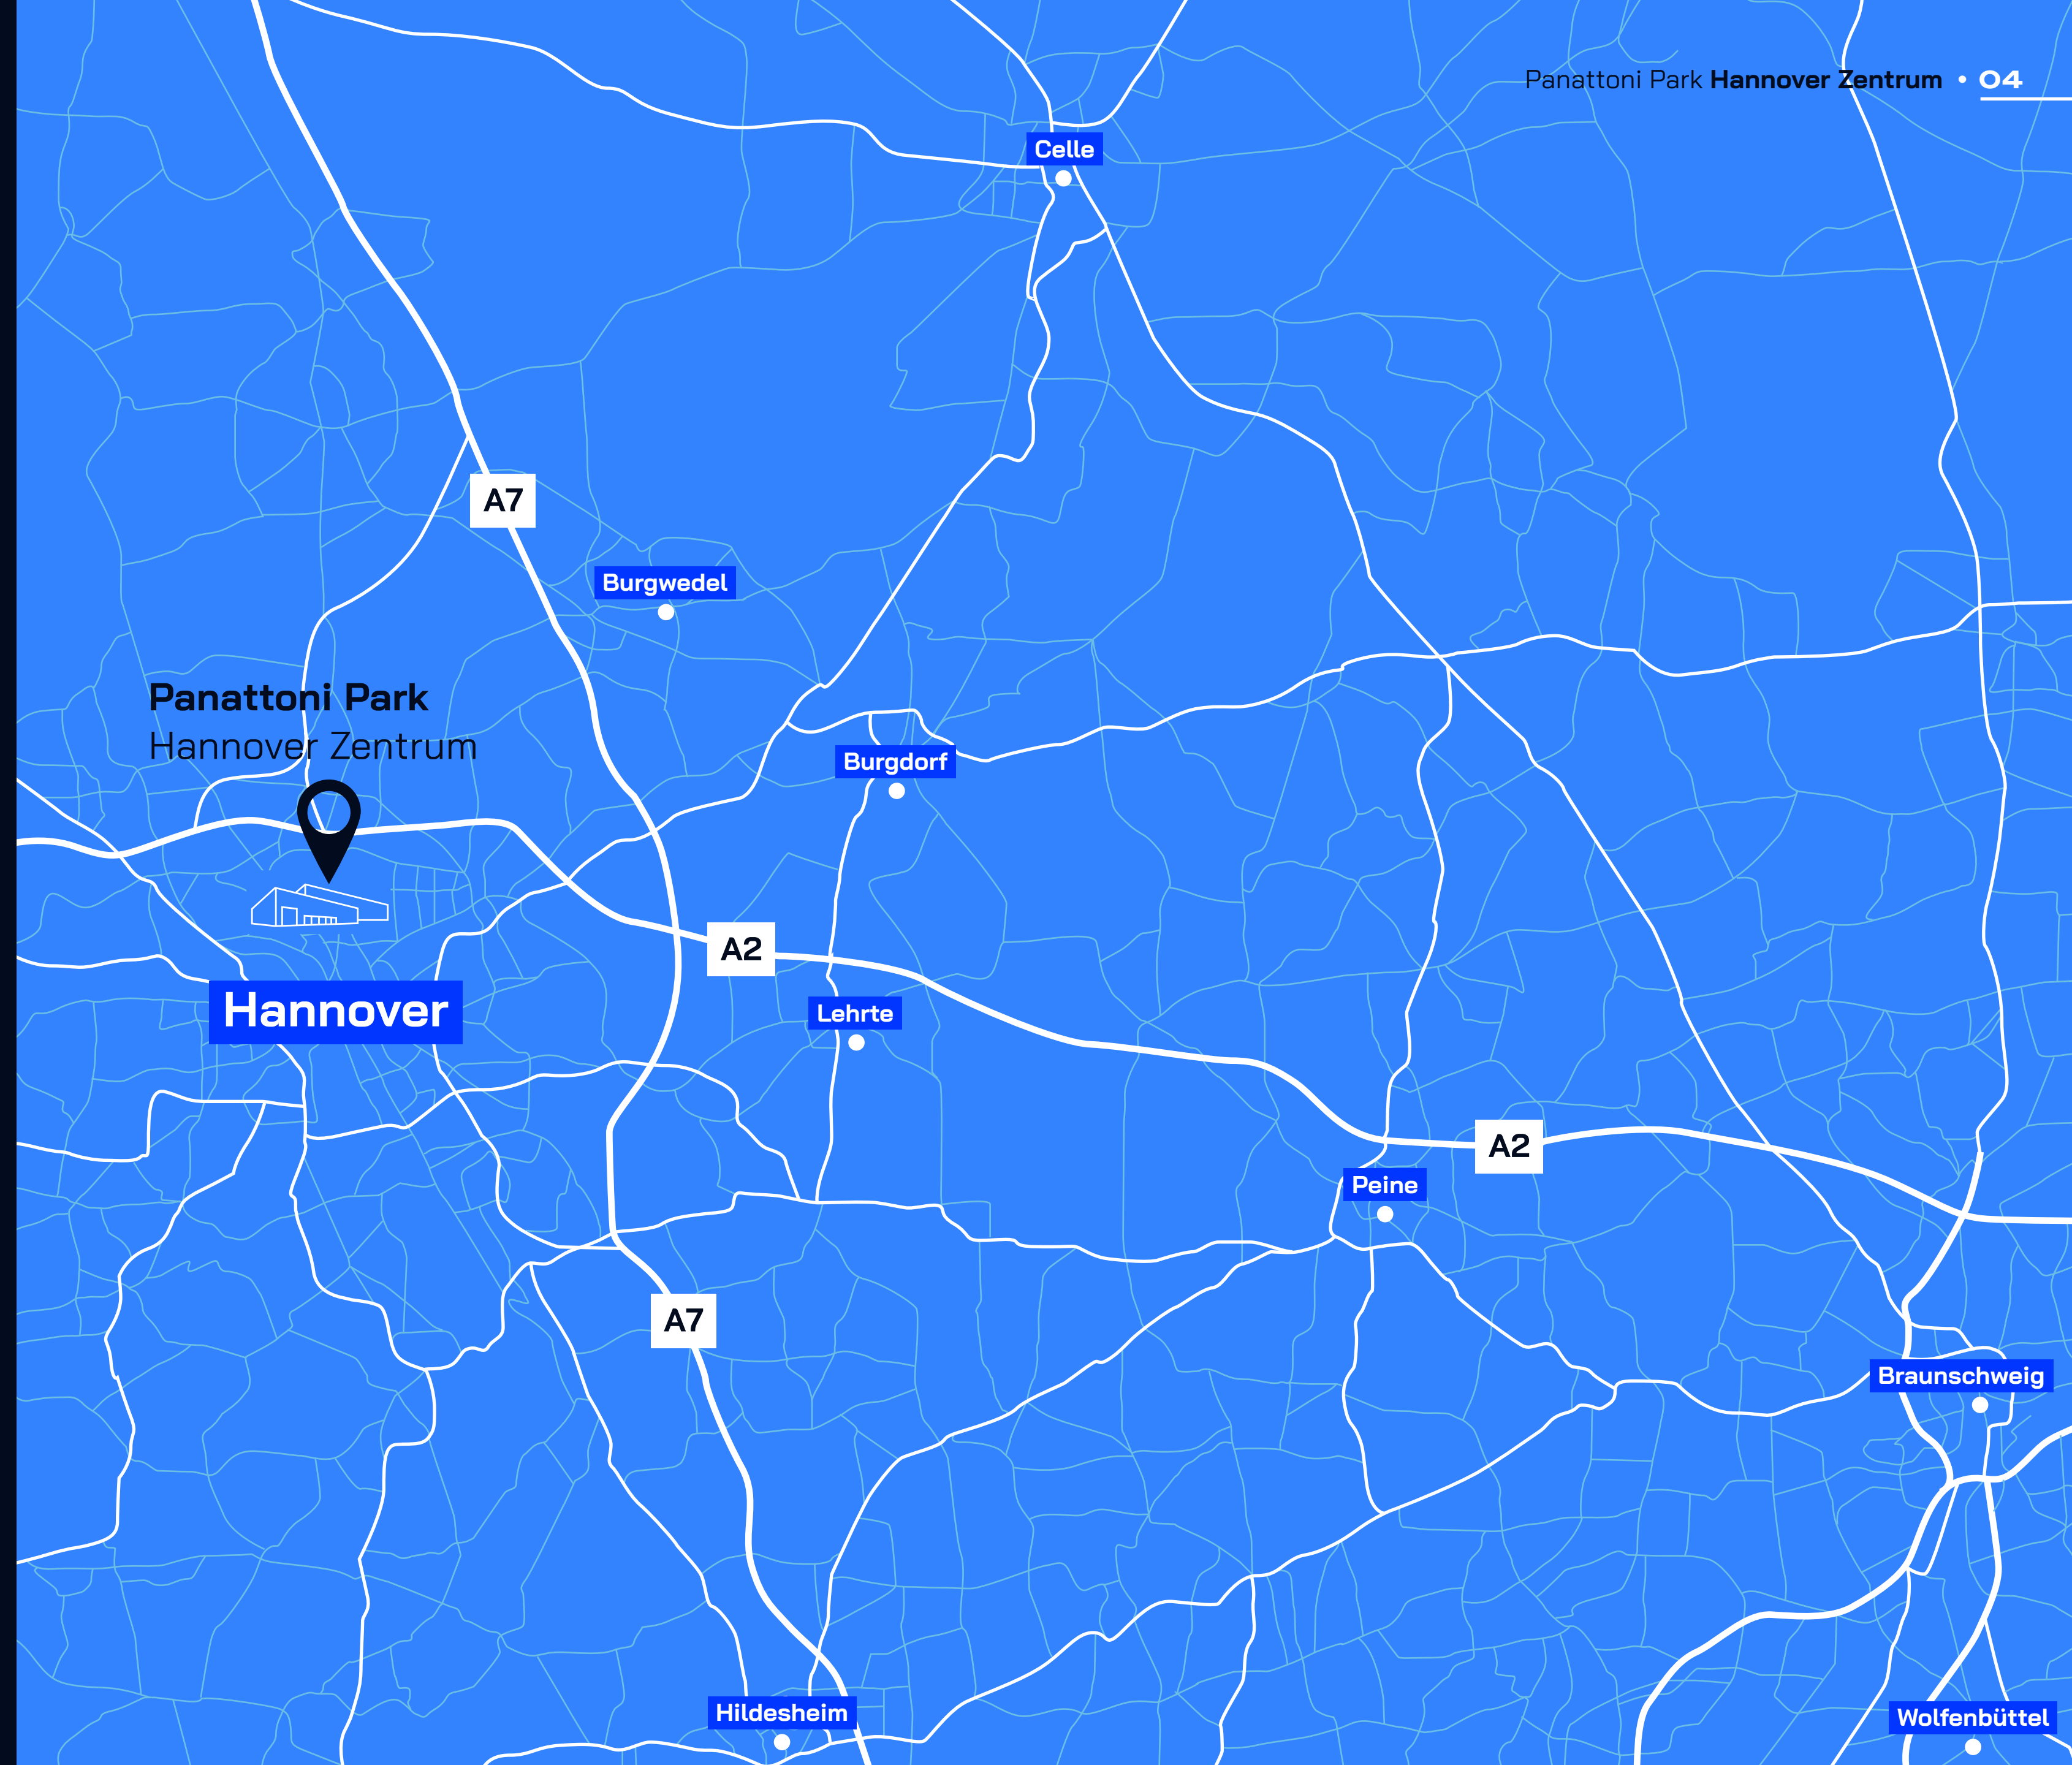 Panattoni Park Hannover Zentrum • 04
Celle
A7
Burgwedel
Panattoni Park
Hannover Zentrum
Burgdorf
A2
Hannover
Lehrte
A2
Peine
A7
Braunschweig
Hildesheim
Wolfenbüttel